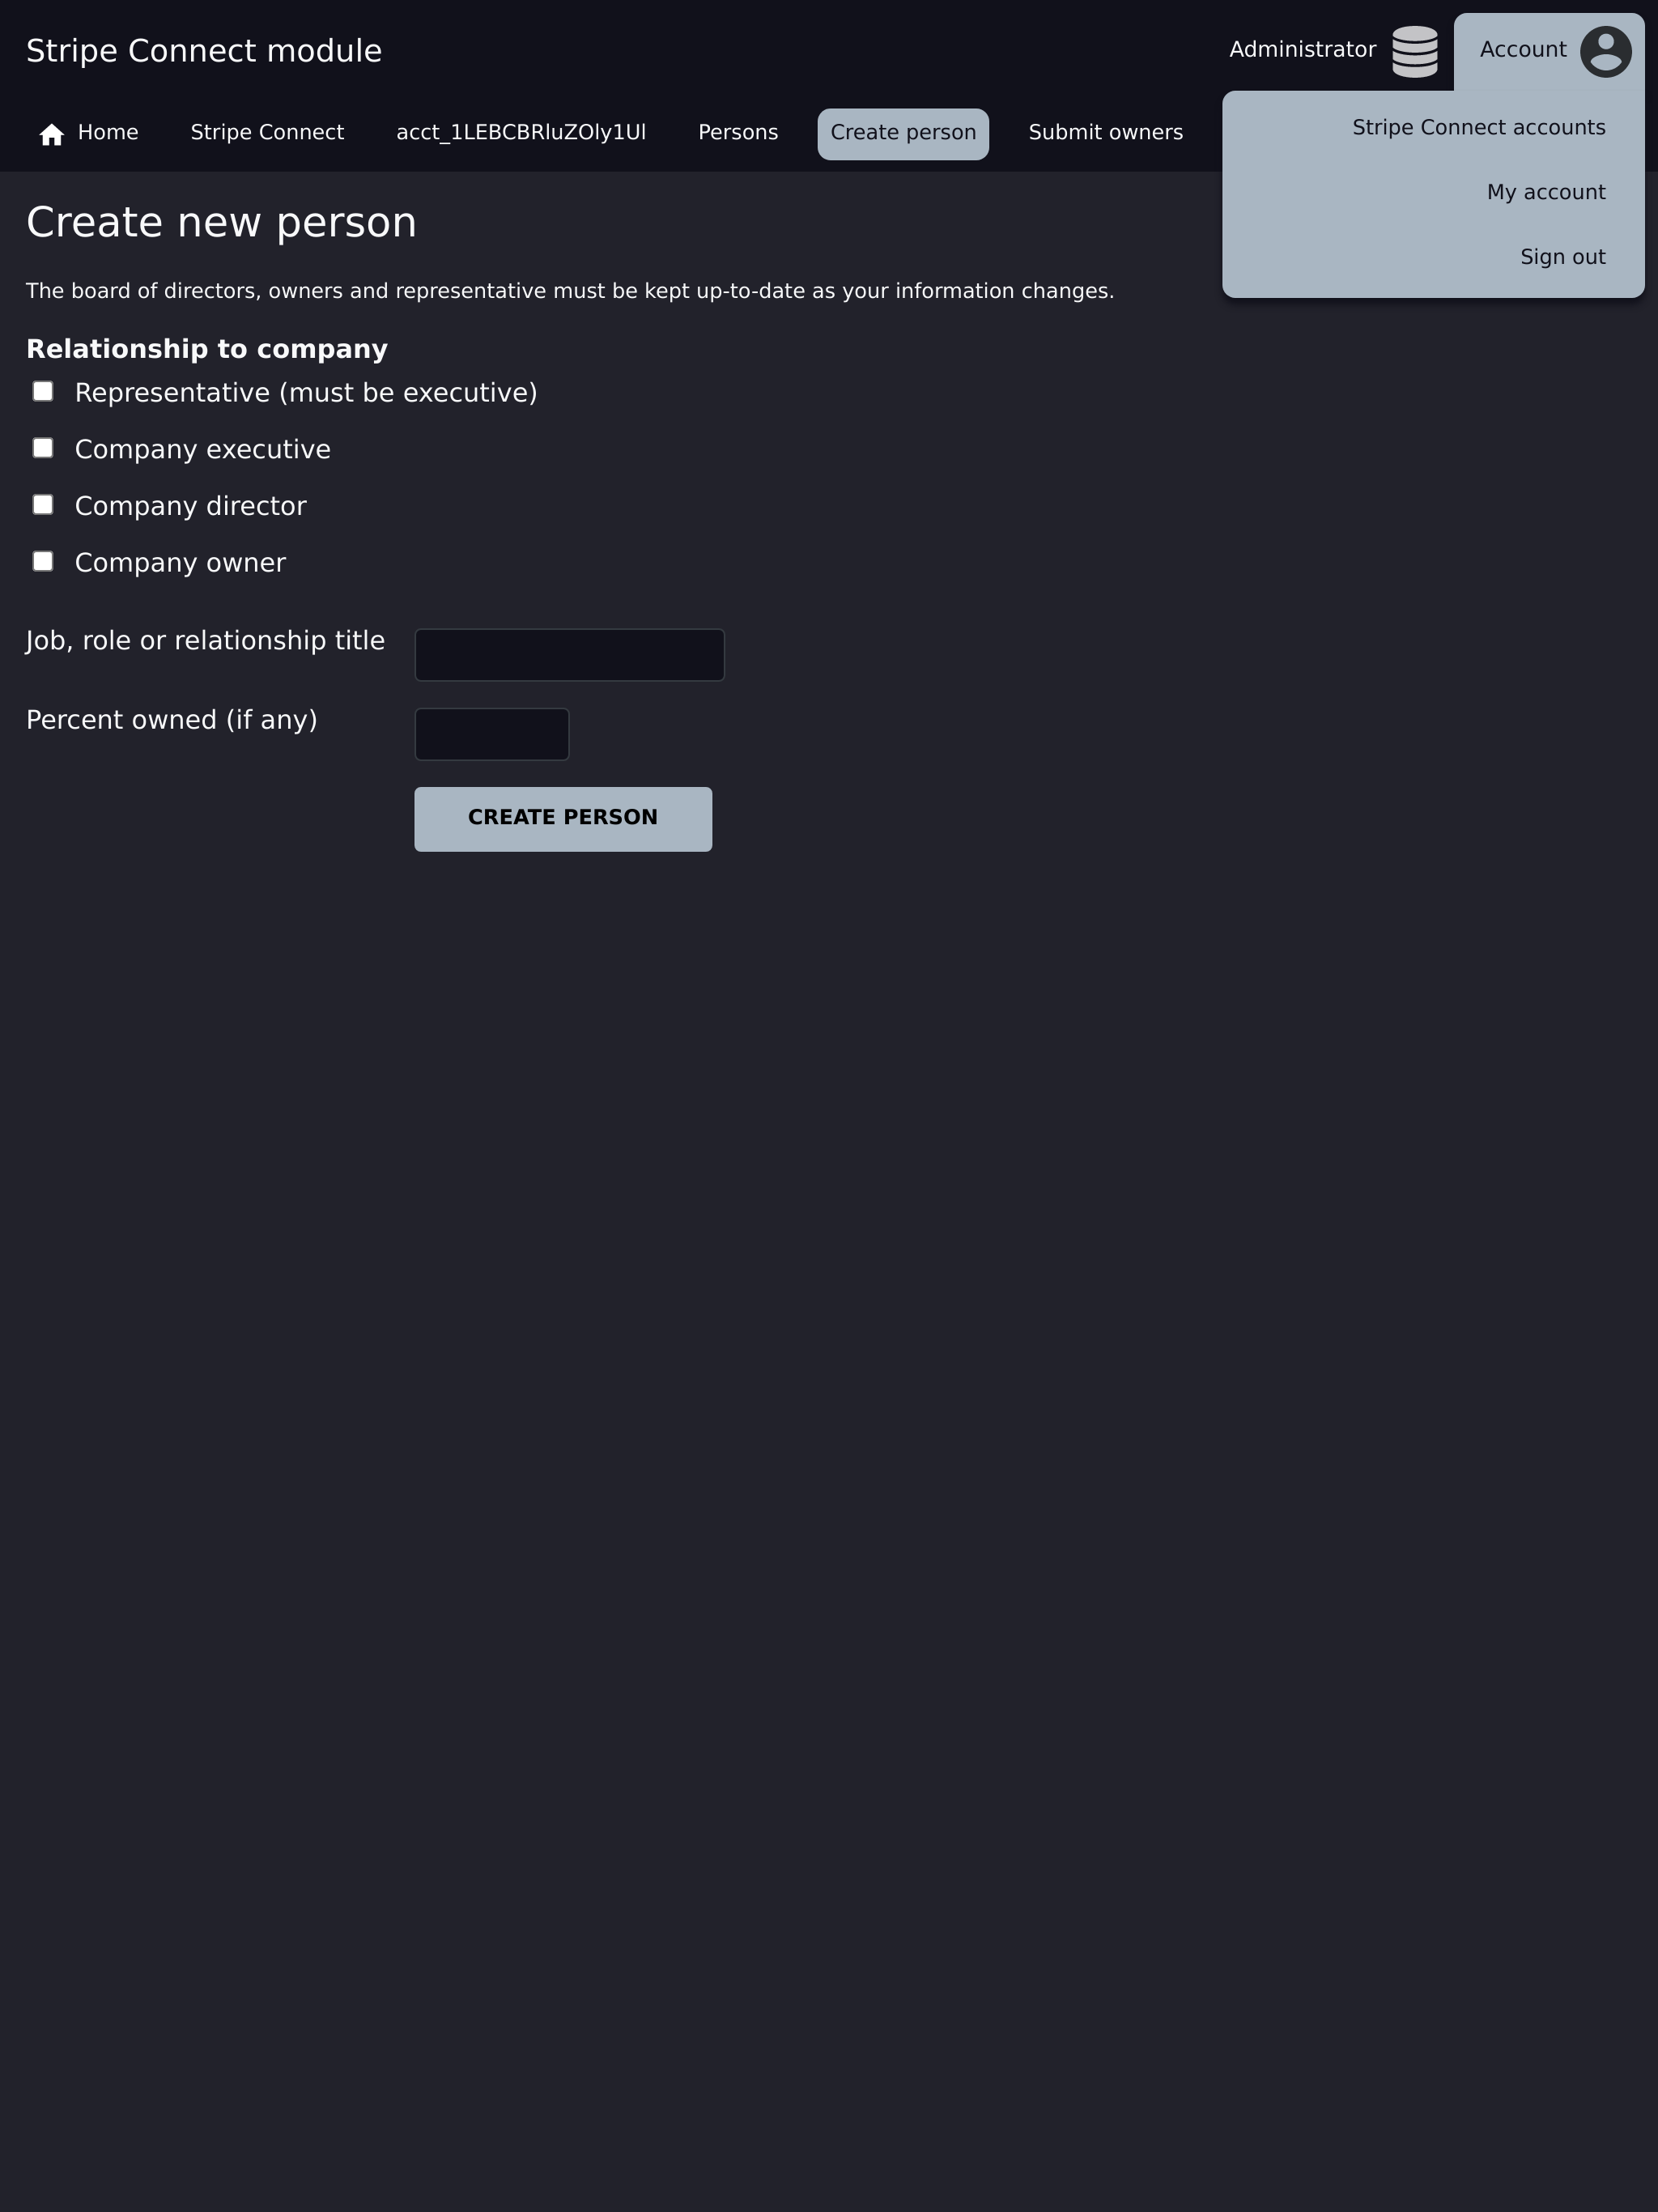 Stripe Connect module
Administrator
Account
Home
Stripe Connect
acct_1LEBCBRluZOly1Ul
Persons
Create person
Submit owners
Stripe Connect accounts
My account
Sign out
Create new person
The board of directors, owners and representative must be kept up-to-date as your information changes.
Relationship to company
Representative (must be executive)
Company executive
Company director
Company owner
Job, role or relationship title
Percent owned (if any)
CREATE PERSON